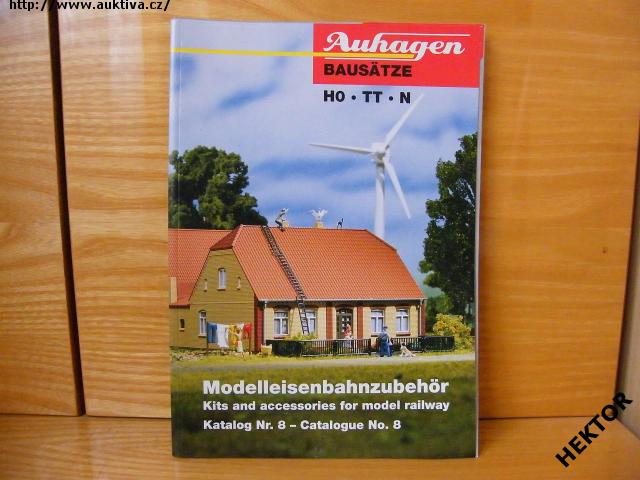 http://www.auktiva.cz/
Auhagen
BAUSÄTZE
H0 • TT • N
Modelleisenbahnzubehör
Kits and accessories for model railway
Katalog Nr. 8 – Catalogue No. 8
HEKTOR